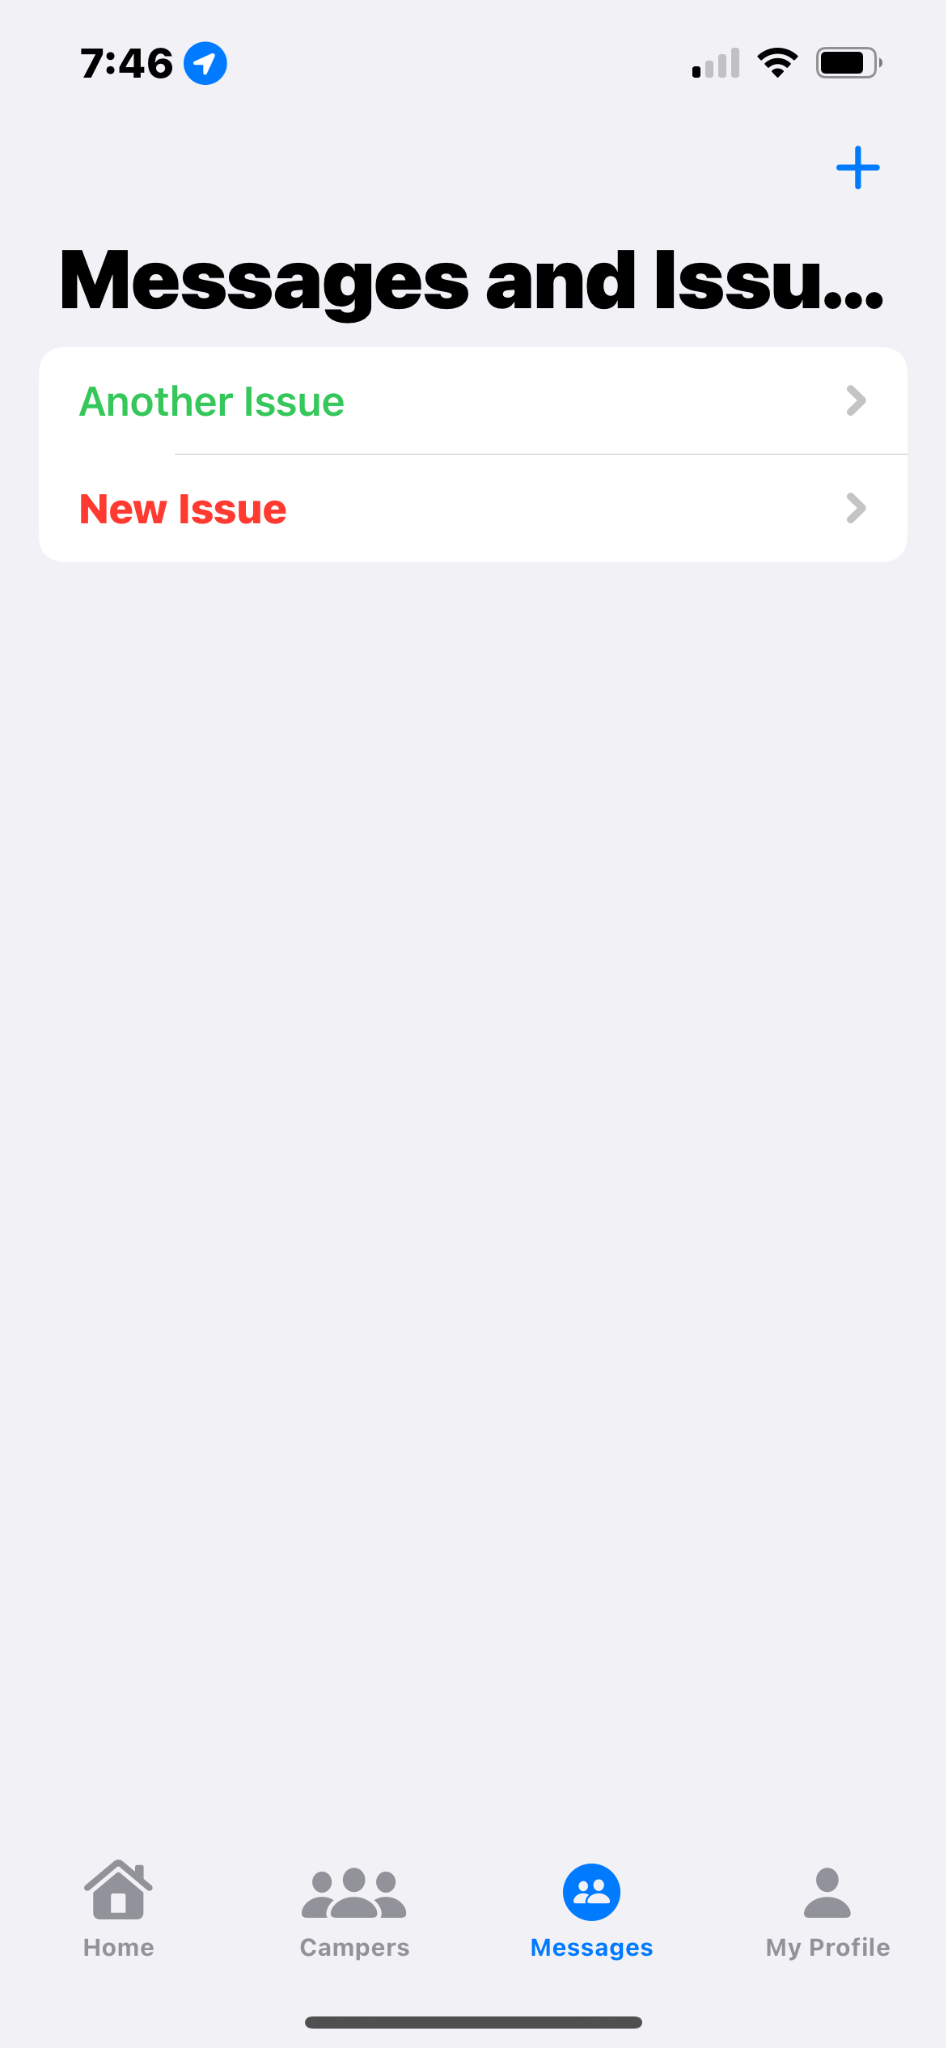 7:46
Messages and Issu...
Another Issue
New Issue
Home
Campers
Messages
My Profile